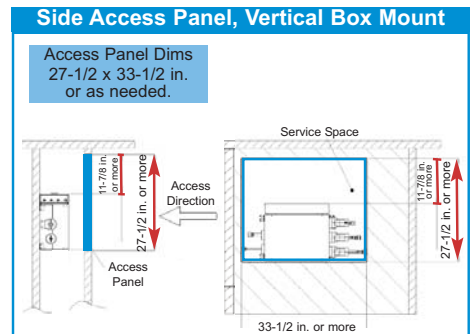 Side Access Panel, Vertical Box Mount
Access Panel Dims
27-1/2 x 33-1/2 in.
or as needed.
Service Space
11-7/8 in.
or more
27-1/2 in. or more
Access
Direction
11-7/8 in.
or more
27-1/2 in. or more
Access
Panel
33-1/2 in. or more